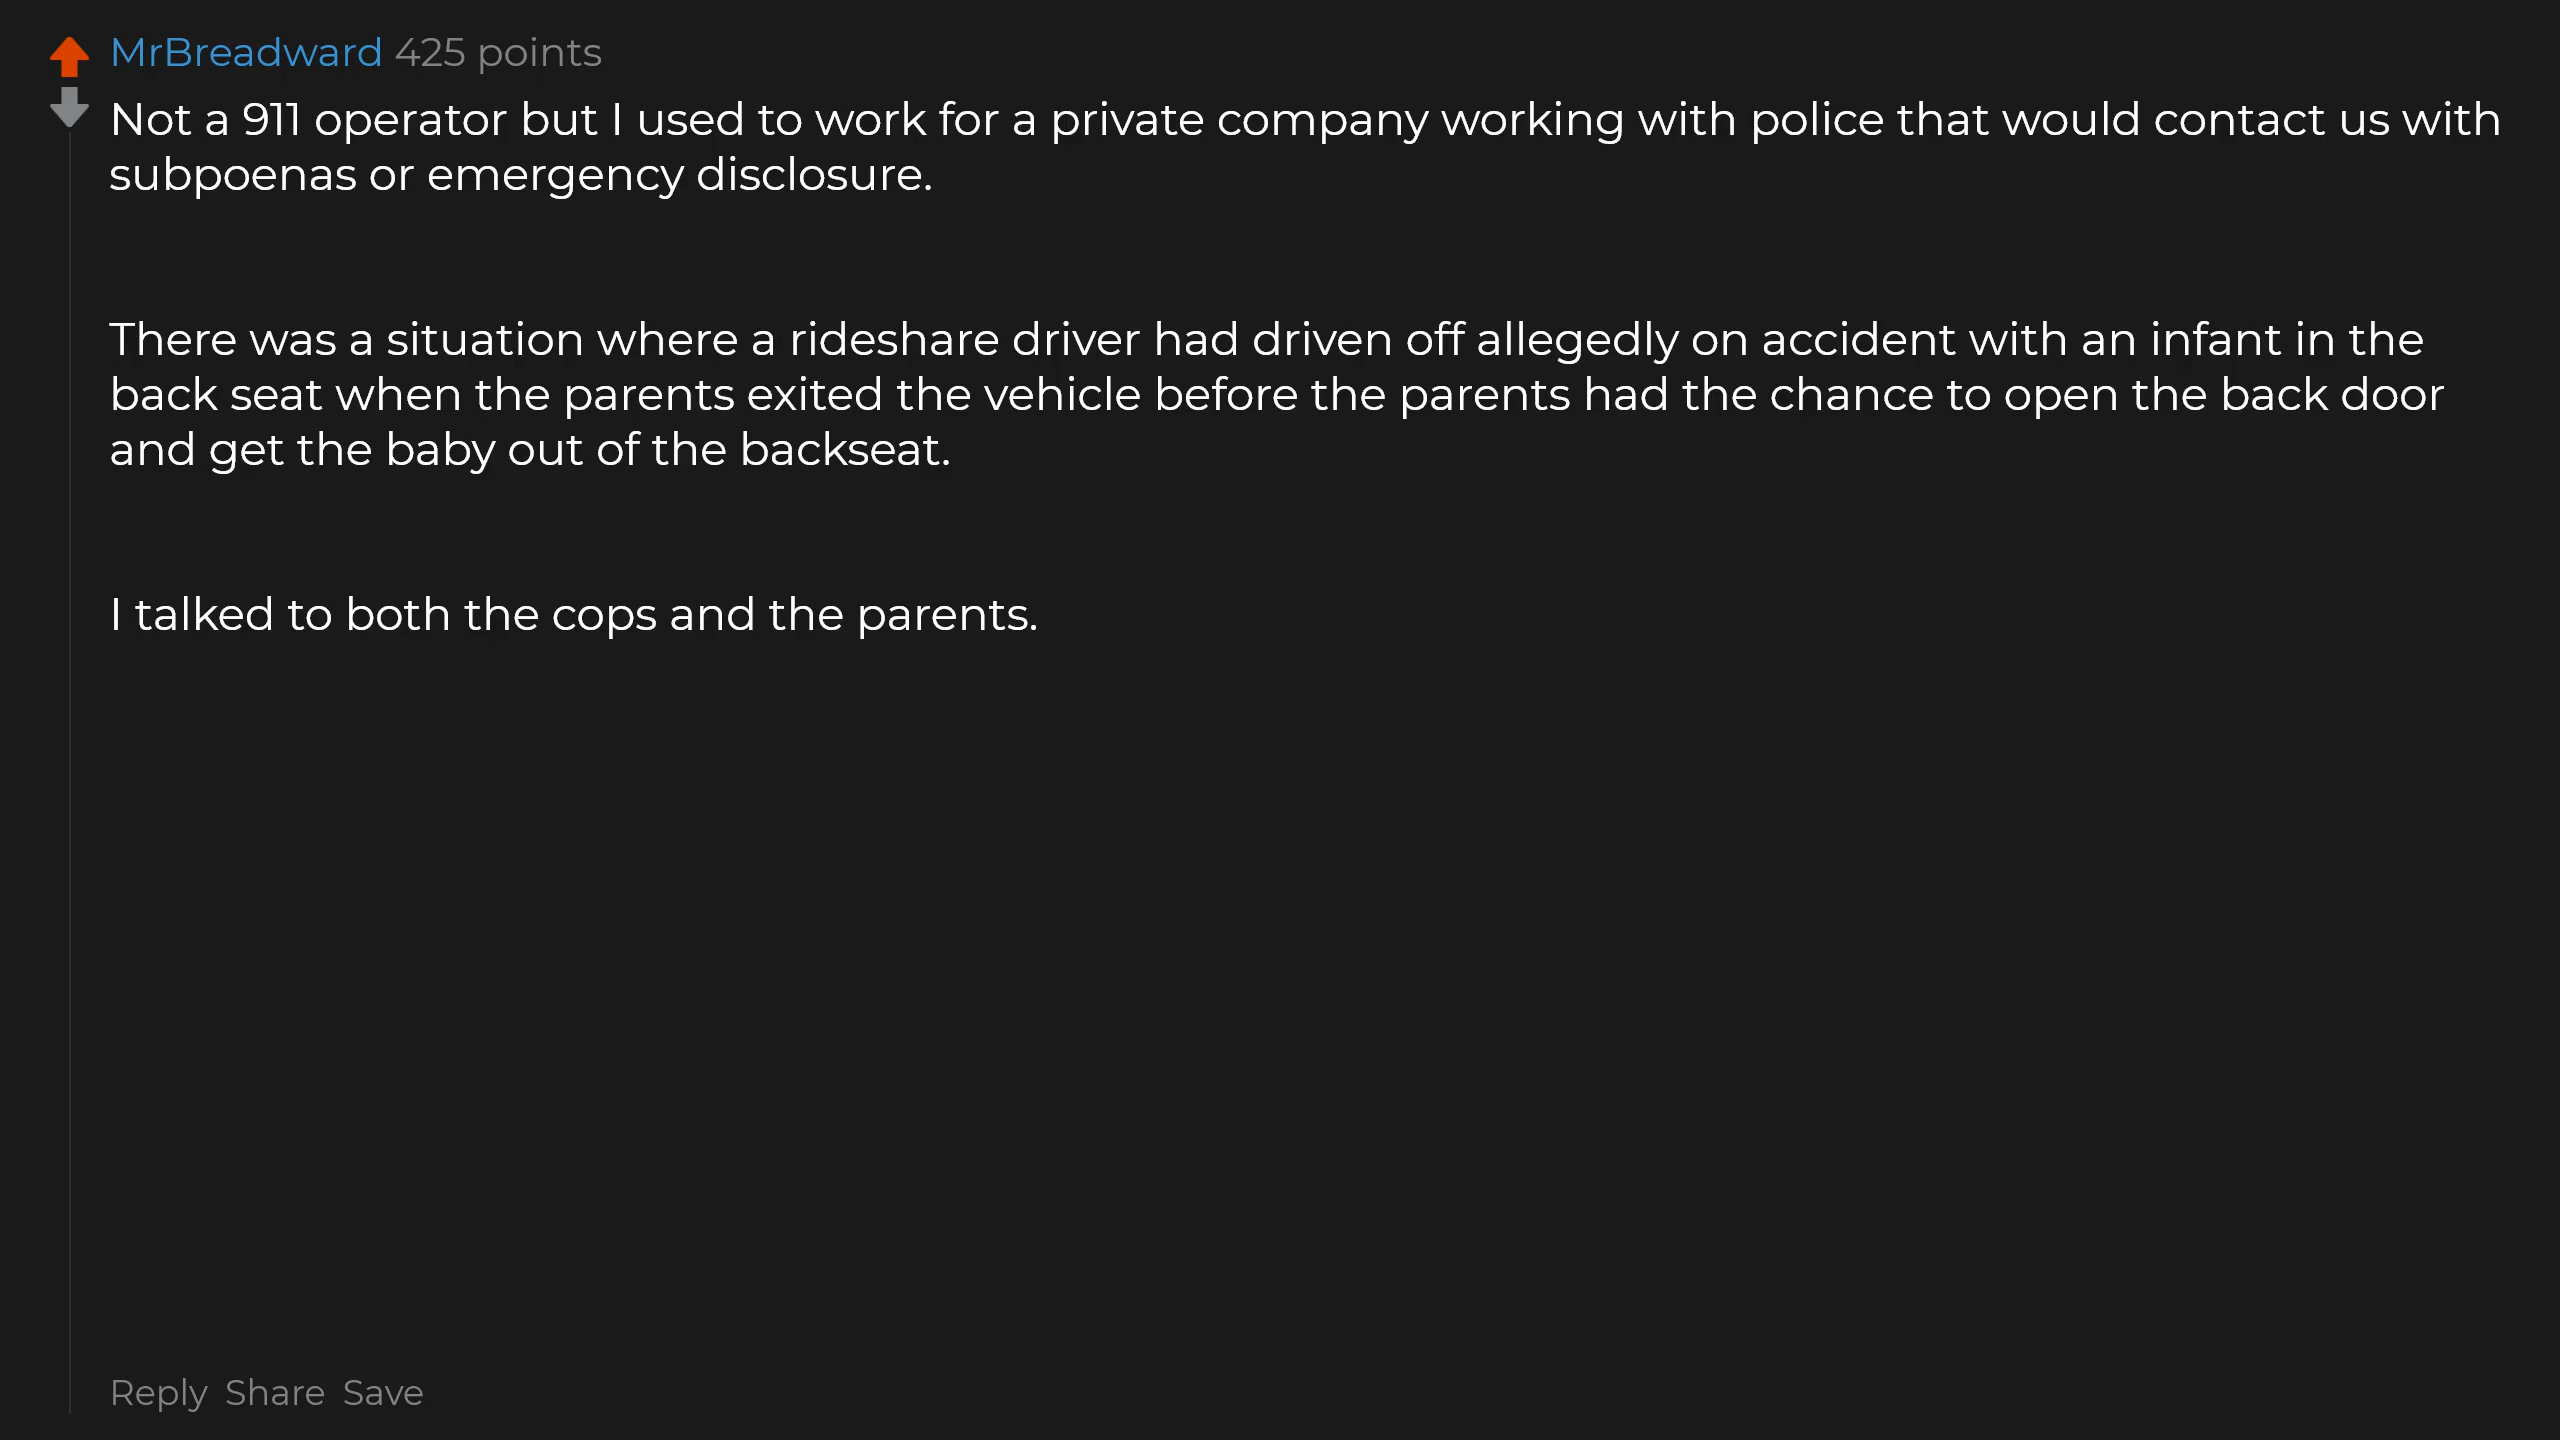 MrBreadward 425 points
Not a 911 operator but I used to work for a private company working with police that would contact us with
subpoenas or emergency disclosure.
There was a situation where a rideshare driver had driven off allegedly on accident with an infant in the
back seat when the parents exited the vehicle before the parents had the chance to open the back door
and get the baby out of the backseat.
I talked to both the cops and the parents.
Reply Share Save